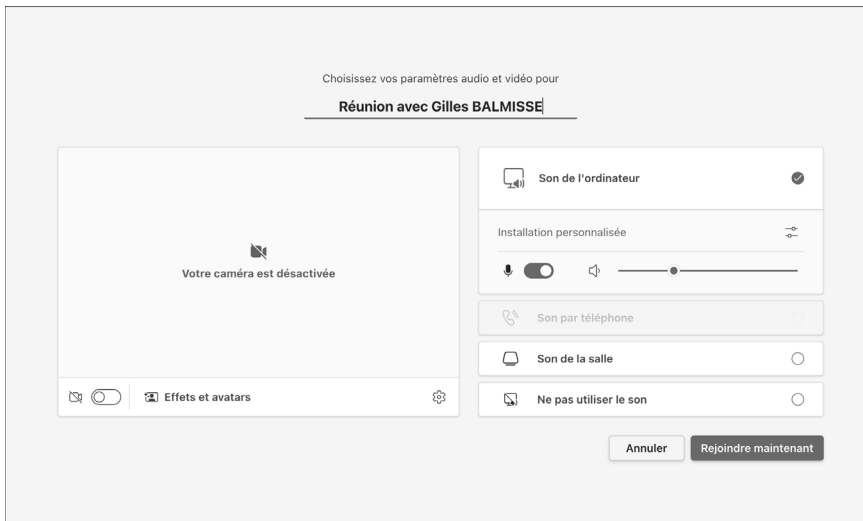 Choisissez vos paramètres audio et vidéo pour
Réunion avec Gilles BALMISSE
Votre caméra est désactivée
Effets et avatars
Son de l'ordinateur
Installation personnalisée
Son par téléphone
Son de la salle
Ne pas utiliser le son
Annuler
Rejoindre maintenant